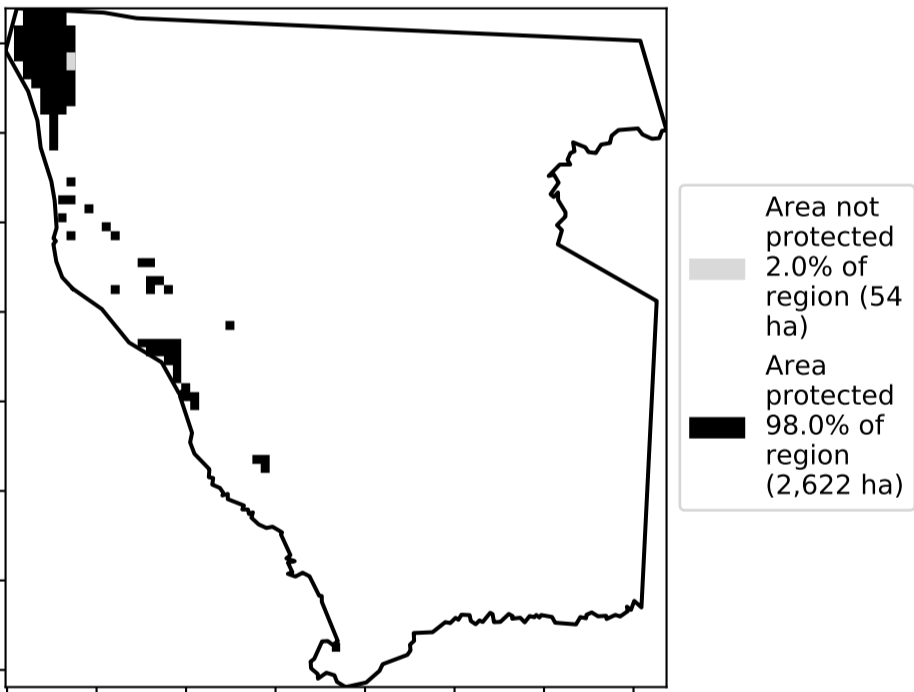 Area not
protected
2.0% of
region (54
ha)
Area
protected
98.0% of
region
(2,622 ha)